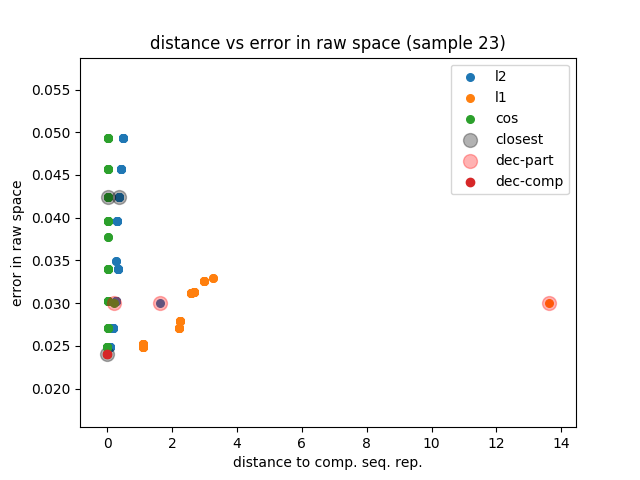 distance vs error in raw space (sample 23)
l2
l1
cos
closest
dec-part
dec-comp
0.055
0.050
0.045
0.040
0.035
0.030
0.025
0.020
error in raw space
0 2 4 6 8 10 12 14
distance to comp. seq. rep.